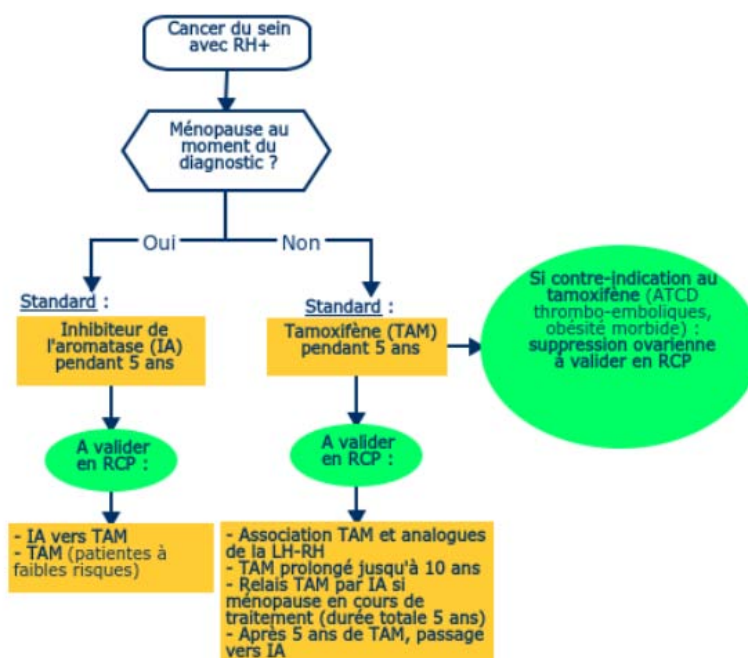 Cancer du sein
avec RH+
Ménopause au
moment du
diagnostic ?
Oui
Non
Standard :
Inhibiteur de
l'aromatase (IA)
pendant 5 ans
A valider
en RCP :
- IA vers TAM
- TAM (patientes à
faibles risques)
Standard :
Tamoxifène (TAM)
pendant 5 ans
Si contre-indication au
tamoxifène (ATCD
thrombo-emboliques,
obésité morbide) :
suppression ovarienne
à valider en RCP
A valider
en RCP :
- Association TAM et analogues
de la LH-RH
- TAM prolongé jusqu'à 10 ans
- Relais TAM par IA si
ménopause en cours de
traitement (durée totale 5 ans)
- Après 5 ans de TAM, passage
vers IA